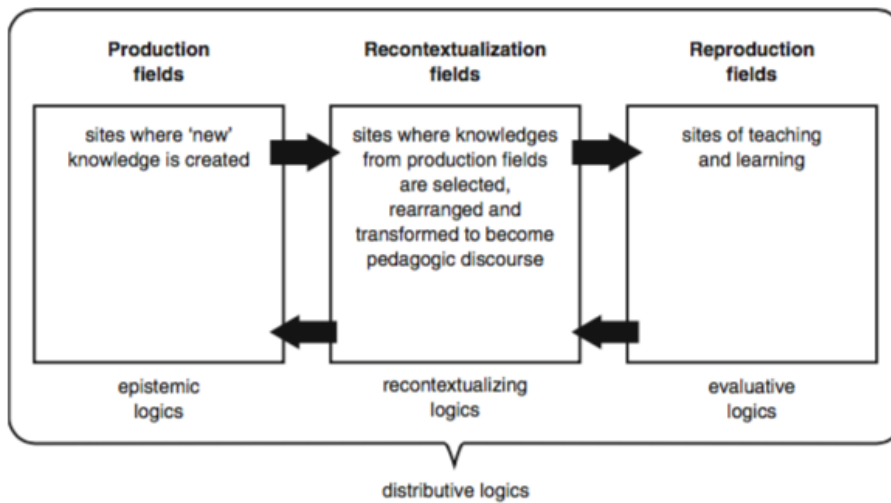 Production
fields
Recontextualization
fields
Reproduction
fields
sites where ‘new’
knowledge is created
sites where knowledges
from production fields
are selected,
rearranged and
transformed to become
pedagogic discourse
sites of teaching
and learning
epistemic
logics
recontextualizing
logics
evaluative
logics
distributive logics